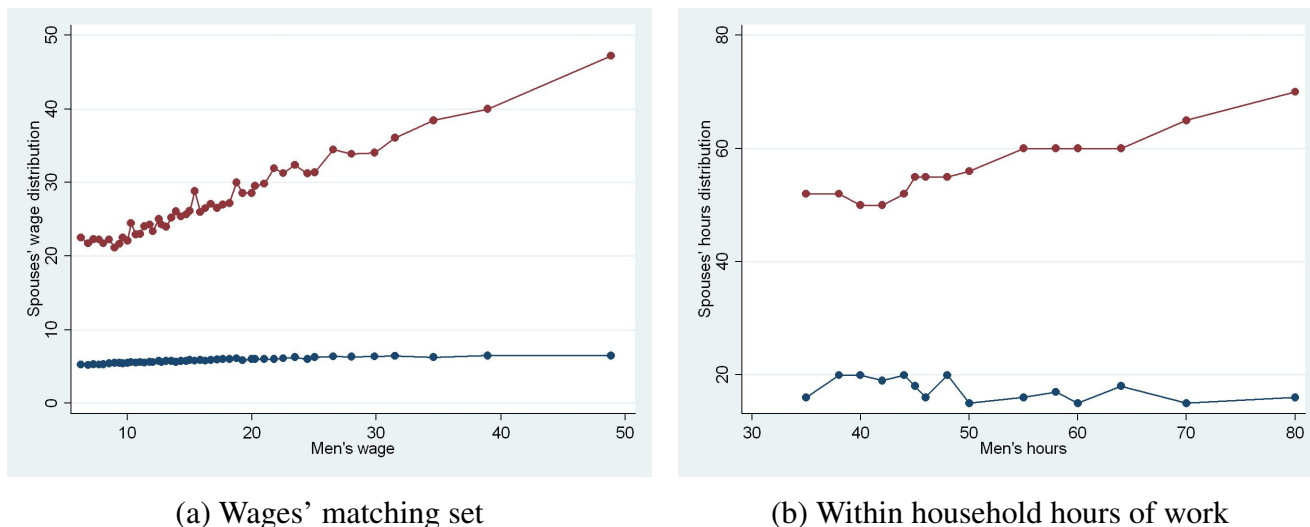 50
40
30
20
10
0
Spouses' wage distribution
10 20 30 40 50
Men's wage
(a) Wages’ matching set
80
60
40
20
Spouses' hours distribution
30 40 50 60 70 80
Men's hours
(b) Within household hours of work